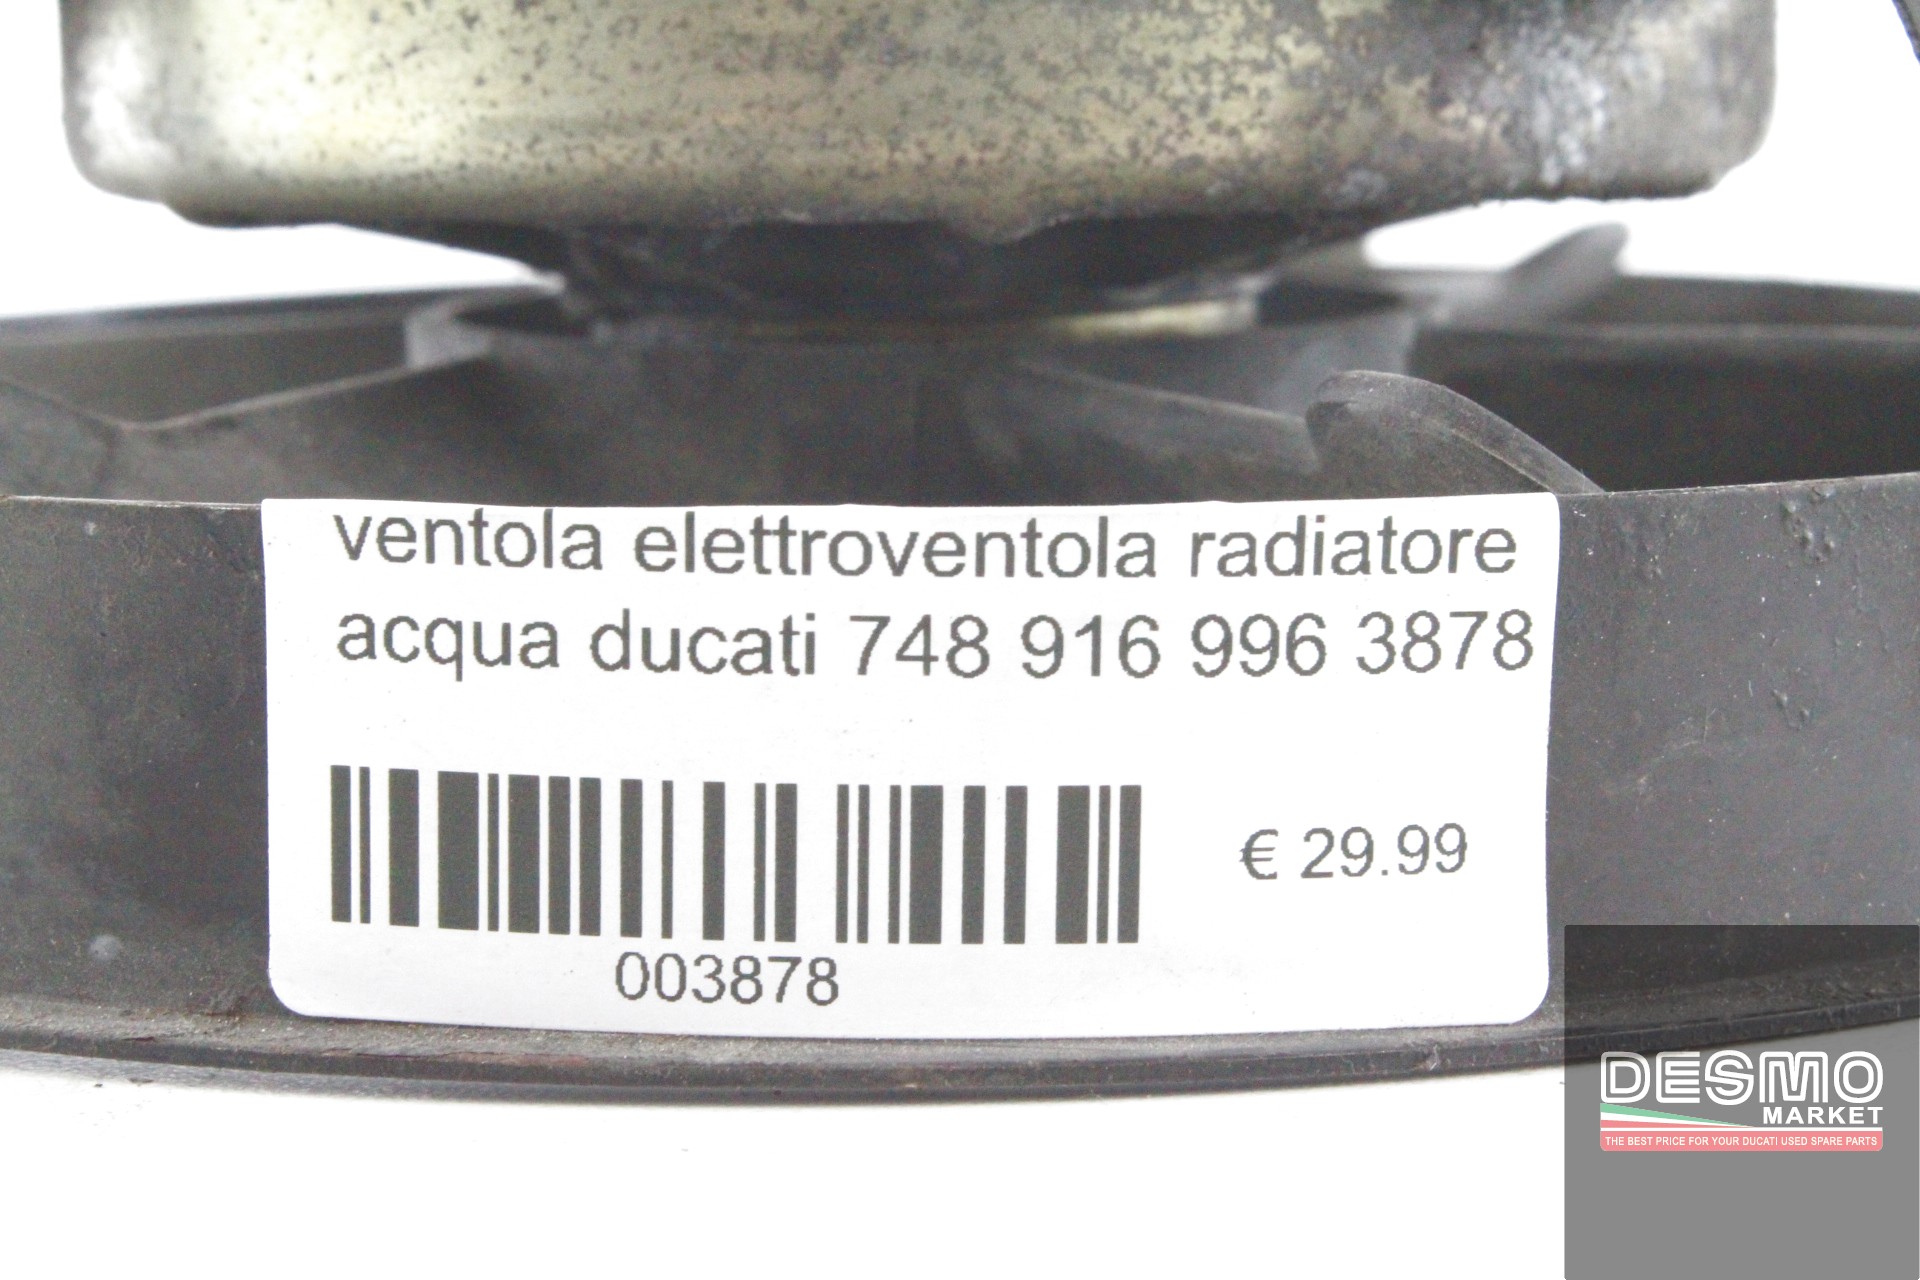 ventola elettroventola radiatore
acqua ducati 748 916 996 3878
€ 29.99
003878
DESMO
MARKET
THE BEST PRICE FOR YOUR DUCATI USED SPARE PARTS